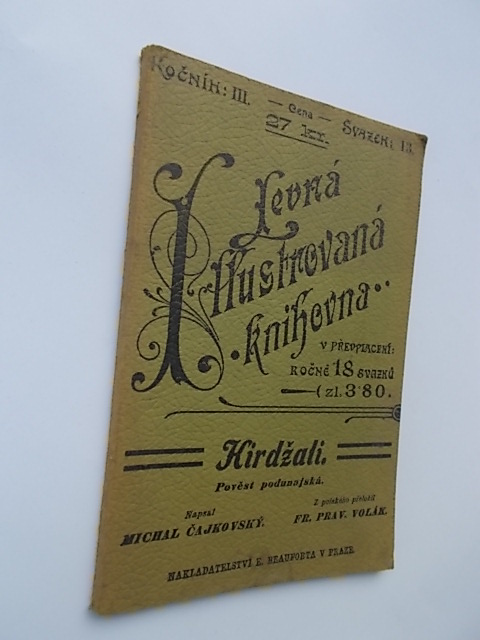 Ročník: III.
— Cena —
27 kr.
Svazek: 13.
Levná
Illustrovaná
knihovna
V PŘEDPLACENÍ:
ROČNĚ 18 SVAZKŮ
zl. 3·80.
Hirdžali.
Pověst podunajská.
Napsal
MICHAL ČAJKOVSKÝ.
Z polského přeložil
FR. PRAV. VOLÁK.
NAKLADATELSTVÍ E. BEAUFORTA V PRAZE.